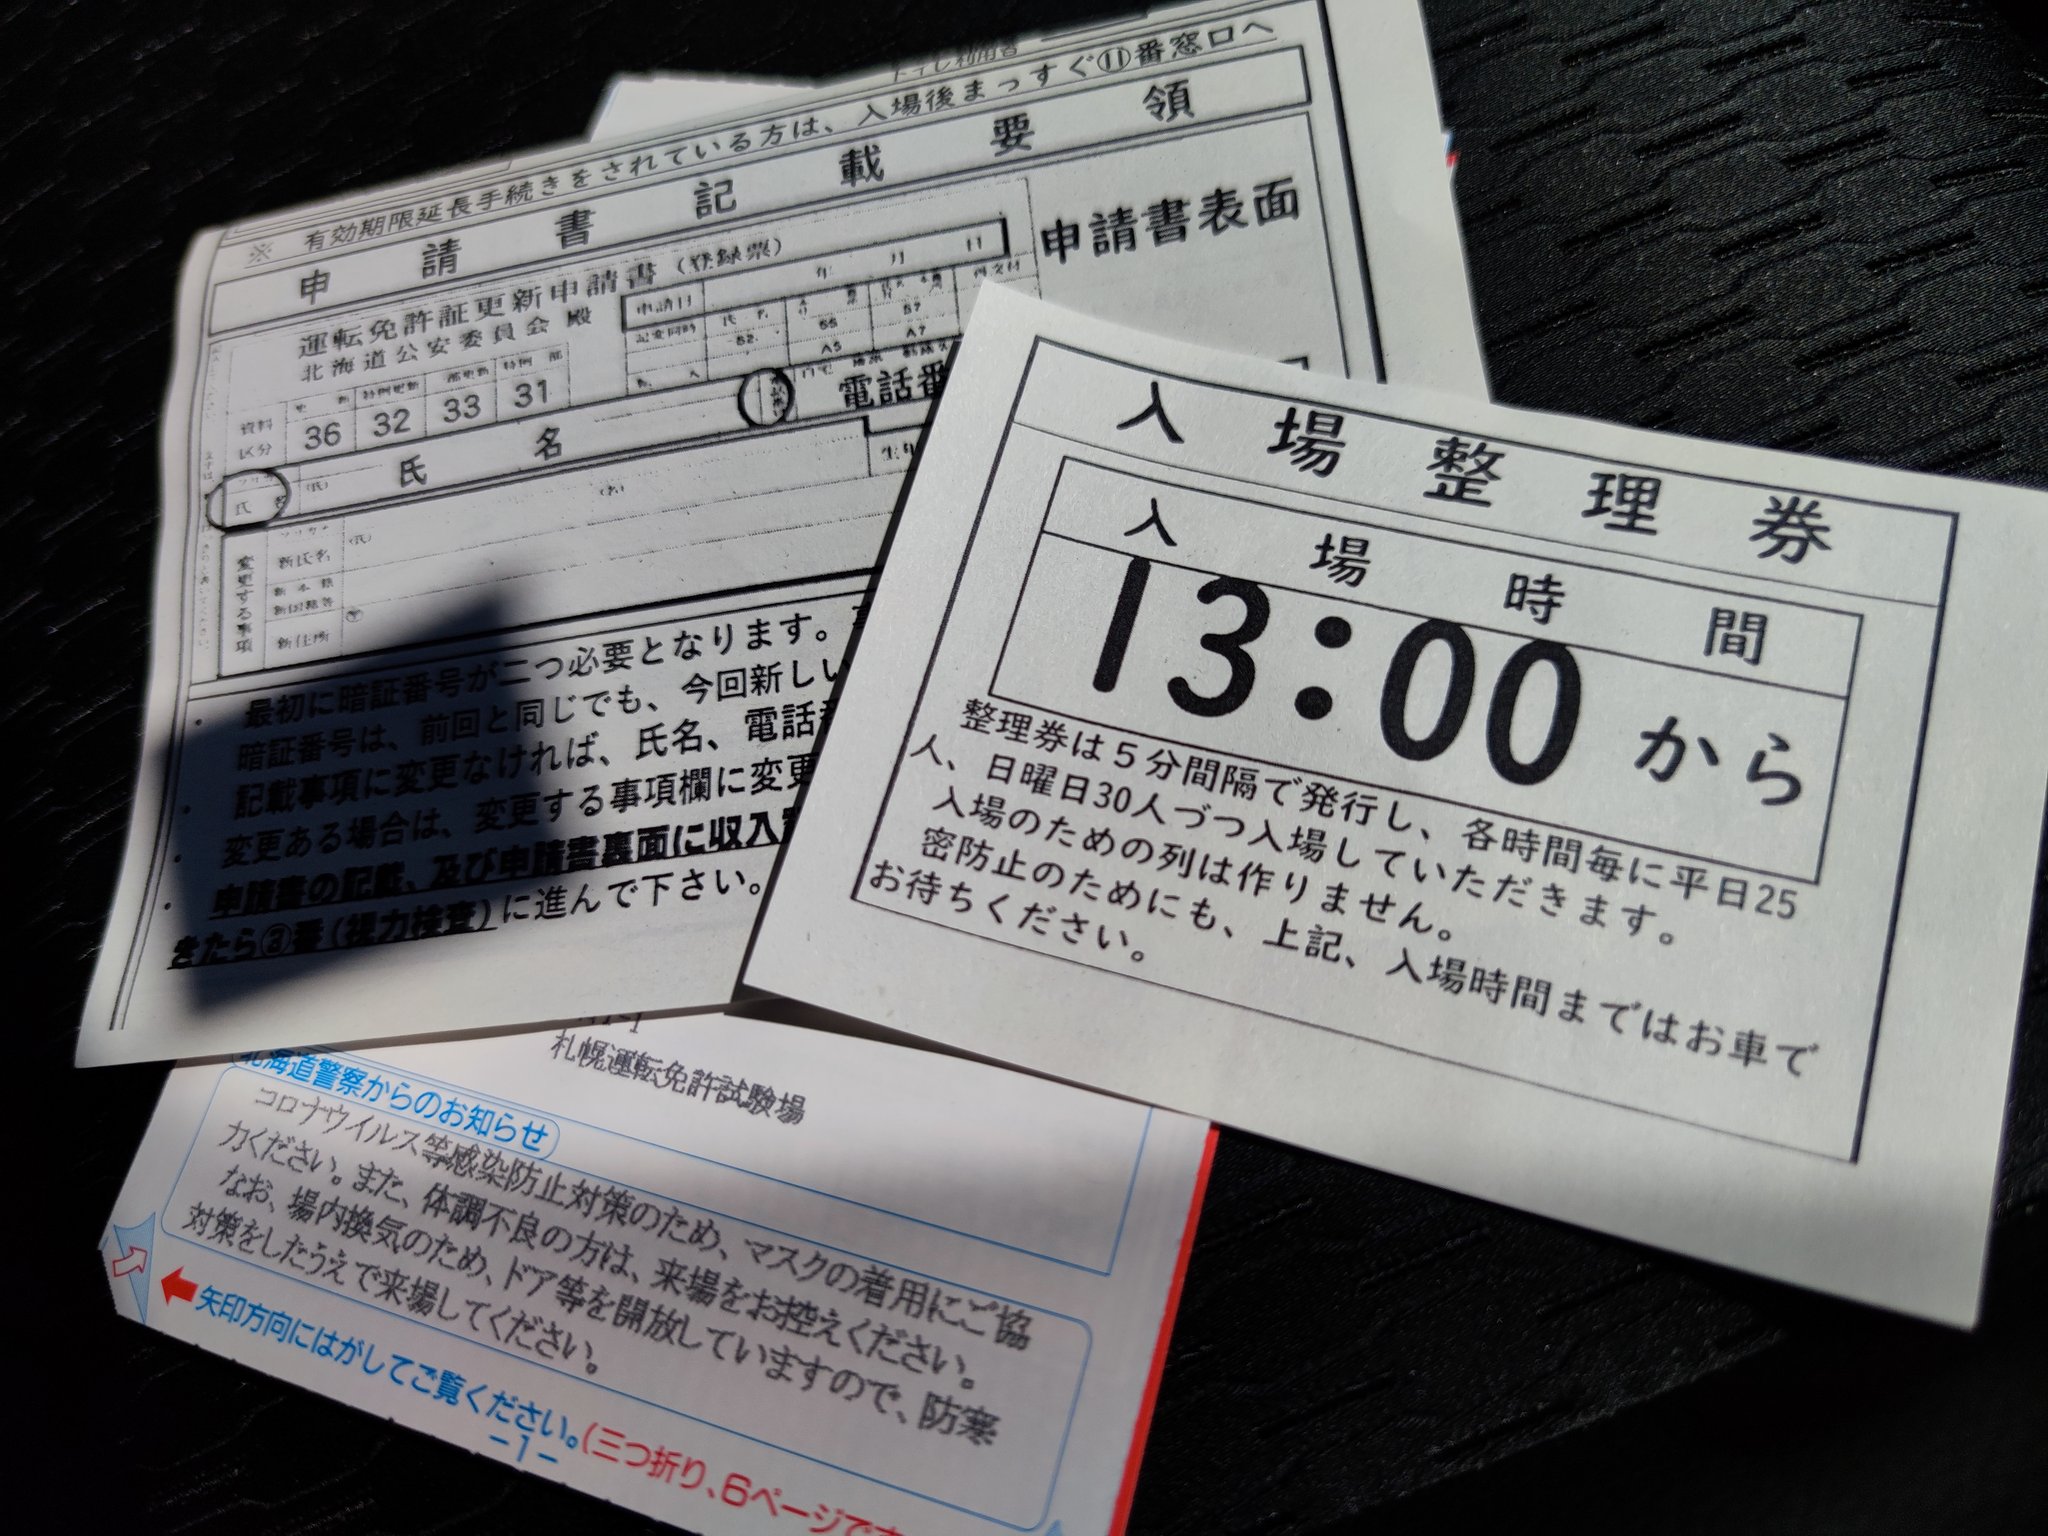 ※ 有効期限延長手続きをされている方は、入場後まっすぐ⑪番窓口へ
申請書記載要領
運転免許証更新申請書(登録票)
北海道公安委員会 殿
申請書表面
申請日 年 月 日
資料区分
36 32 33 31
電話番
氏名
氏名 (氏) (名)
変更する事項
新氏名 (氏)
新本籍
新国籍等
新住所
・ 最初に暗証番号が二つ必要となります。
暗証番号は、前回と同じでも、今回新しい
・ 記載事項に変更なければ、氏名、電話番
変更ある場合は、変更する事項欄に変更
・ 申請書の記載、及び申請書裏面に収入
きたら③番(視力検査)に進んで下さい。
入場整理券
入場時間
13:00から
整理券は5分間隔で発行し、各時間毎に平日25
人、日曜日30人づつ入場していただきます。
入場のための列は作りません。
密防止のためにも、上記、入場時間まではお車で
お待ちください。
札幌運転免許試験場
北海道警察からのお知らせ
コロナウイルス等感染防止対策のため、マスクの着用にご協
力ください。また、体調不良の方は、来場をお控えください。
なお、場内換気のため、ドア等を開放していますので、防寒
対策をしたうえで来場してください。
矢印方向にはがしてご覧ください。(三つ折り、6ページです
-1-